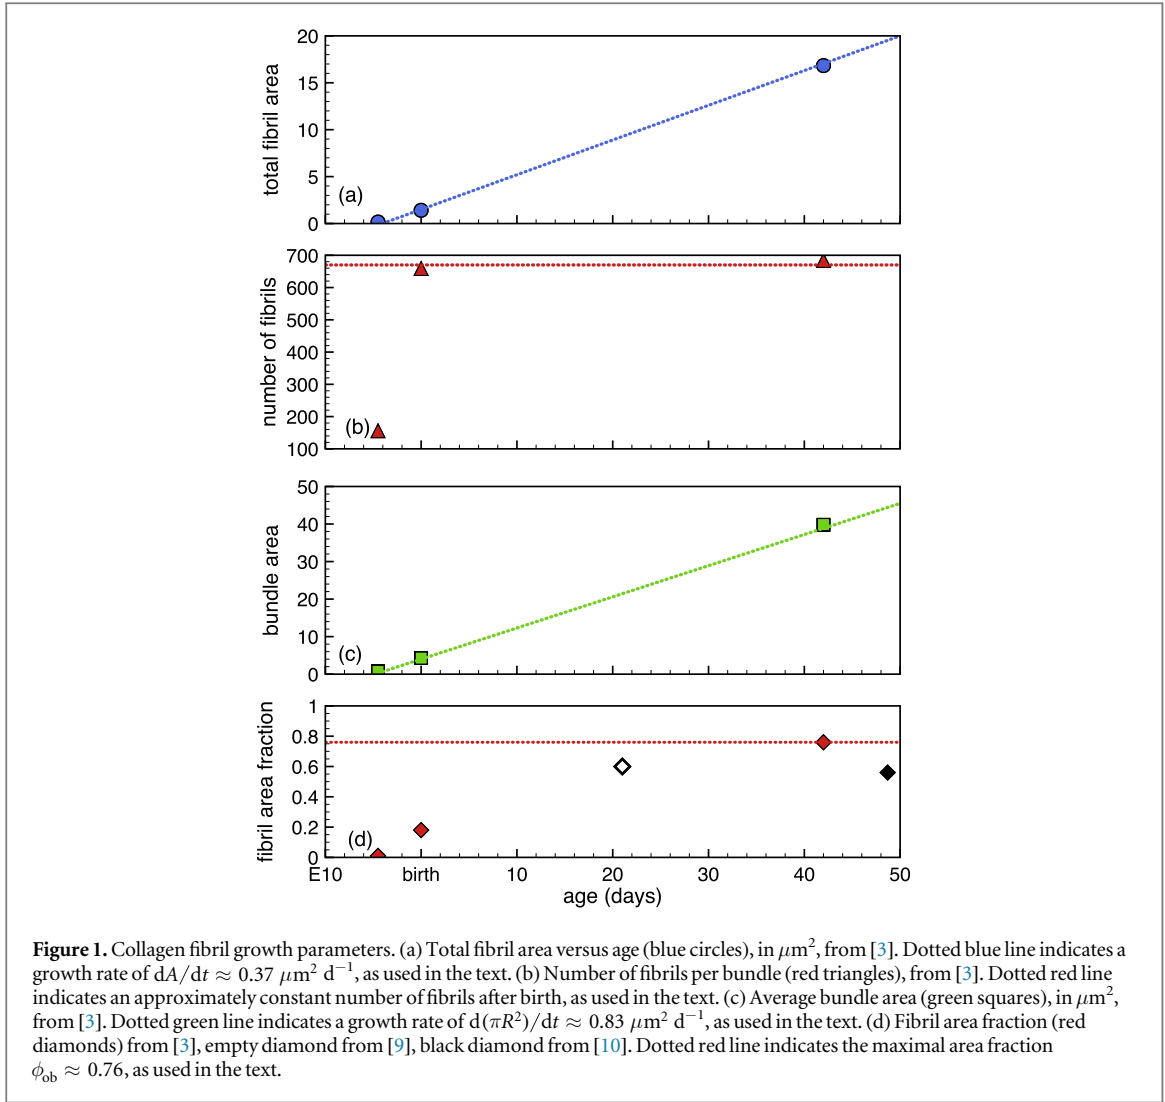 20
15
10
5
0
total fibril area
(a)
700
600
500
400
300
200
100
number of fibrils
(b)
50
40
30
20
10
0
bundle area
(c)
1
0.8
0.6
0.4
0.2
0
fibril area fraction
(d)
E10 birth 10 20 30 40 50
age (days)
Figure 1. Collagen fibril growth parameters. (a) Total fibril area versus age (blue circles), in μm², from [3]. Dotted blue line indicates a
growth rate of dA/dt ≈ 0.37 μm² d⁻¹, as used in the text. (b) Number of fibrils per bundle (red triangles), from [3]. Dotted red line
indicates an approximately constant number of fibrils after birth, as used in the text. (c) Average bundle area (green squares), in μm²,
from [3]. Dotted green line indicates a growth rate of d(πR²)/dt ≈ 0.83 μm² d⁻¹, as used in the text. (d) Fibril area fraction (red
diamonds) from [3], empty diamond from [9], black diamond from [10]. Dotted red line indicates the maximal area fraction
ϕob ≈ 0.76, as used in the text.